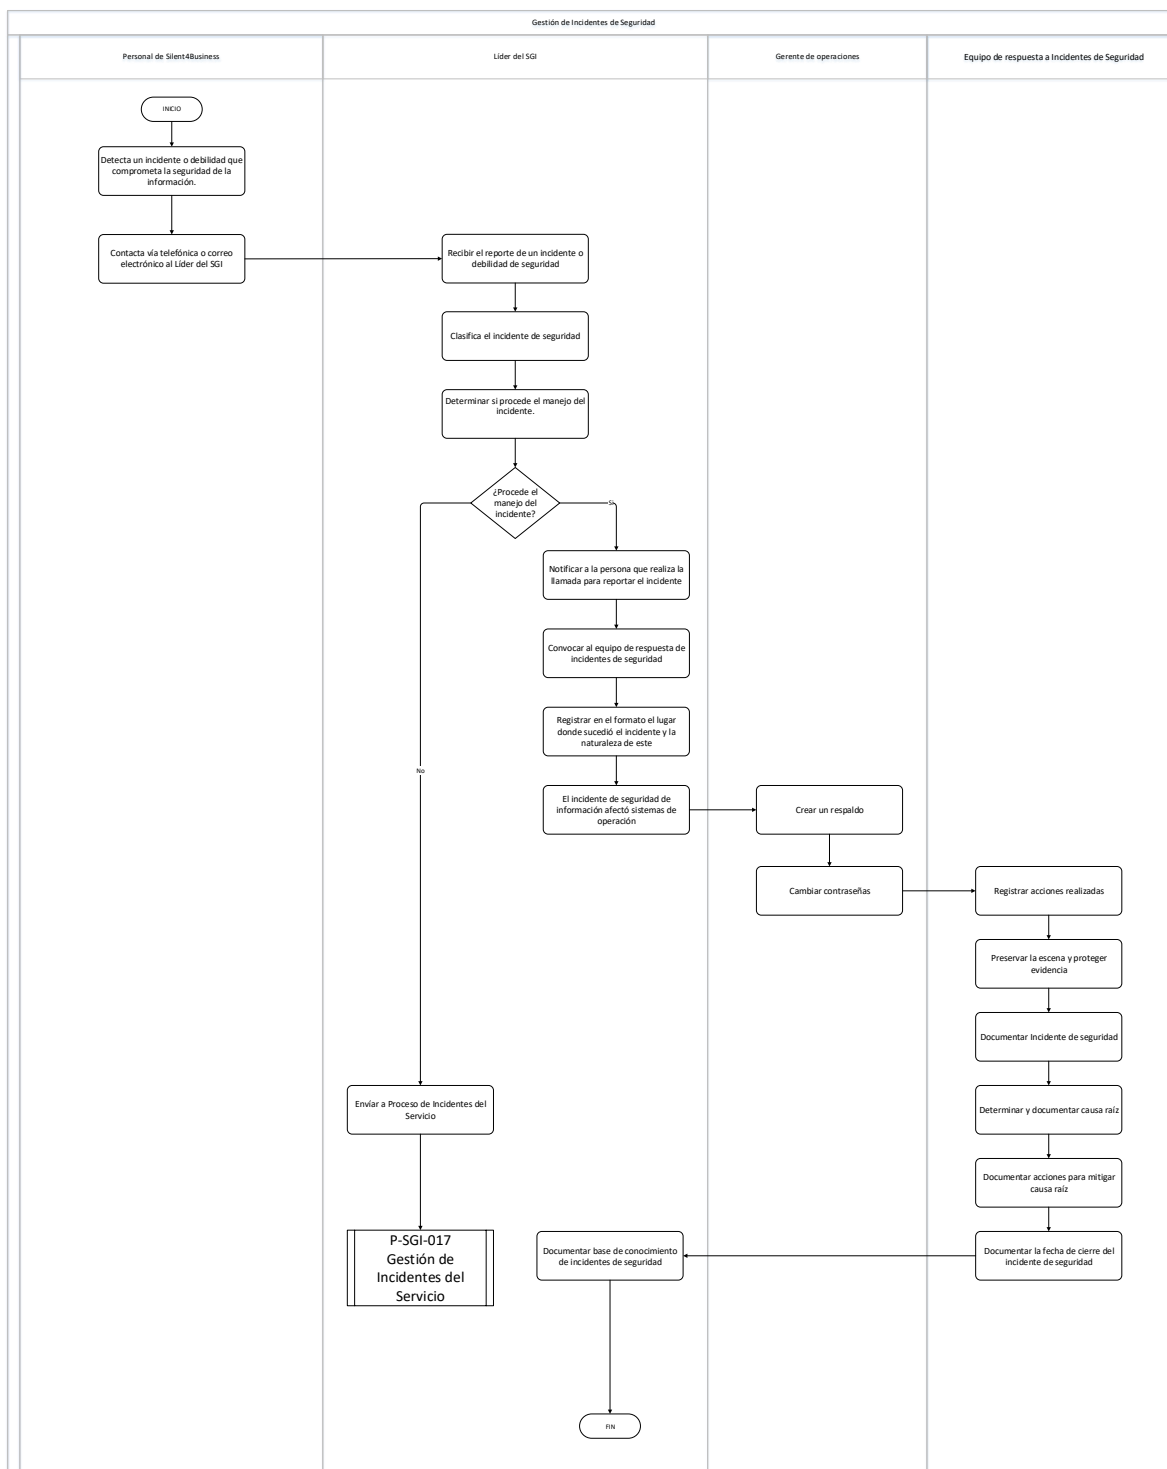 Gestión de Incidentes de Seguridad
Personal de Silent4Business
Líder del SGI
Gerente de operaciones
Equipo de respuesta a Incidentes de Seguridad
INICIO
Detecta un incidente o debilidad que
comprometa la seguridad de la
información.
Contacta vía telefónica o correo
electrónico al Líder del SGI
Recibir el reporte de un incidente o
debilidad de seguridad
Clasifica el incidente de seguridad
Determinar si procede el manejo del
incidente.
¿Procede el
manejo del
incidente?
Si
Notificar a la persona que realiza la
llamada para reportar el incidente
Convocar al equipo de respuesta de
incidentes de seguridad
Registrar en el formato el lugar
donde sucedió el incidente y la
naturaleza de este
No
El incidente de seguridad de
información afectó sistemas de
operación
Crear un respaldo
Cambiar contraseñas
Registrar acciones realizadas
Preservar la escena y proteger
evidencia
Documentar Incidente de seguridad
Determinar y documentar causa raíz
Documentar acciones para mitigar
causa raíz
Documentar la fecha de cierre del
incidente de seguridad
Envíar a Proceso de Incidentes del
Servicio
P-SGI-017
Gestión de
Incidentes del
Servicio
Documentar base de conocimiento
de incidentes de seguridad
FIN